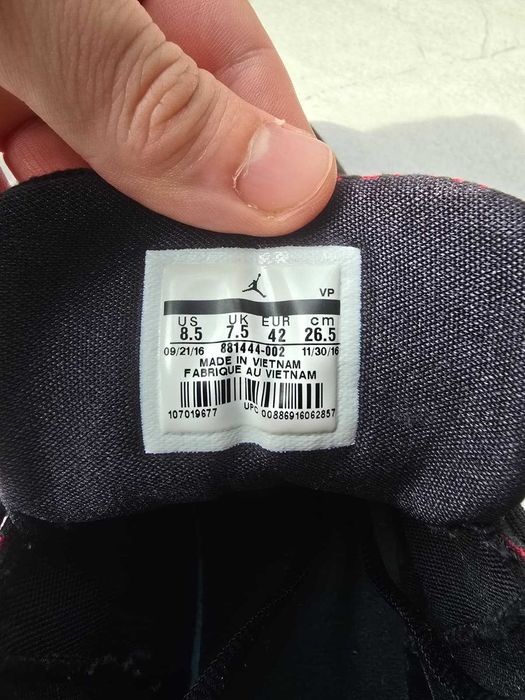 VP
US UK EUR cm
8.5 7.5 42 26.5
09/21/16 881444-002 11/30/16
MADE IN VIETNAM
FABRIQUE AU VIETNAM
107019677 UPC 00886916062857